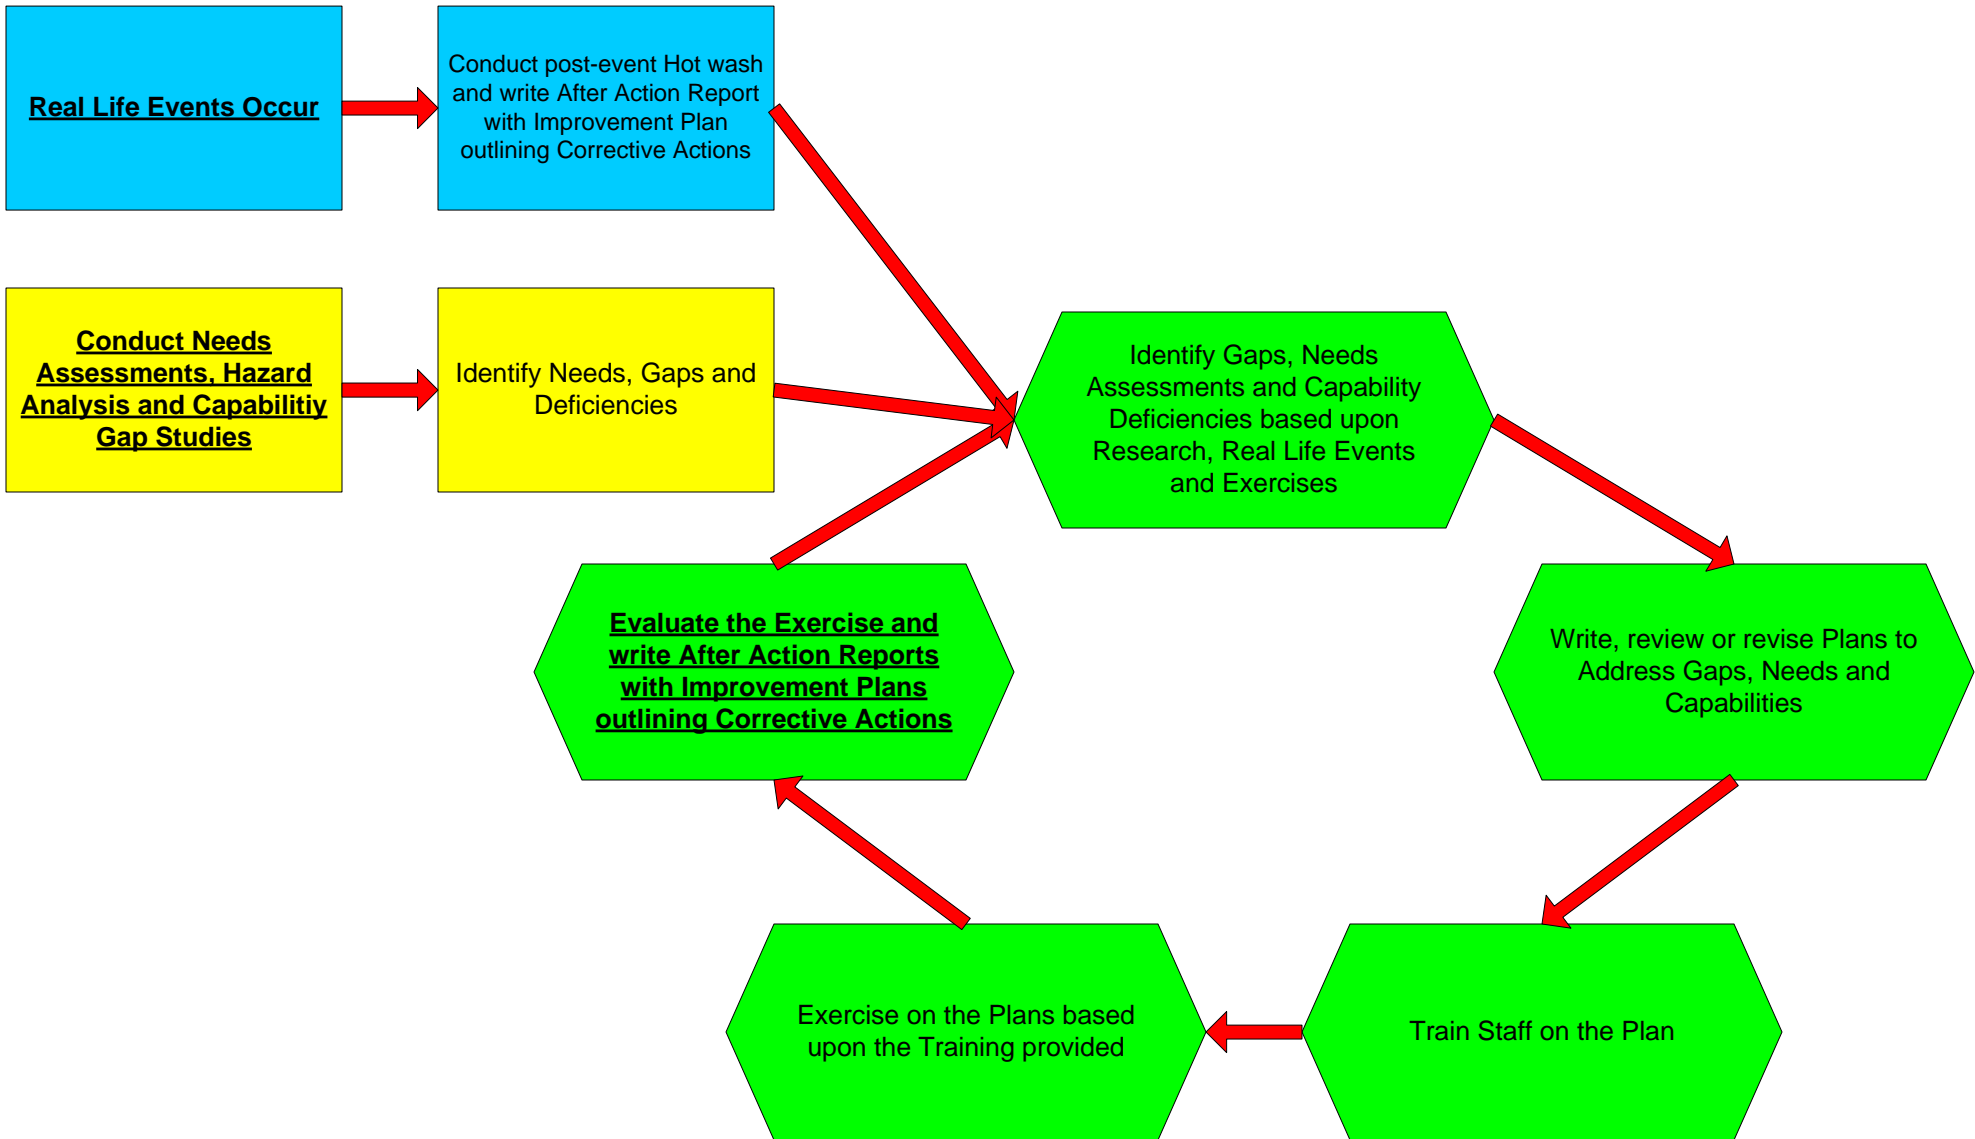 Real Life Events Occur
Conduct post-event Hot wash
and write After Action Report
with Improvement Plan
outlining Corrective Actions
Conduct Needs
Assessments, Hazard
Analysis and Capabilitiy
Gap Studies
Identify Needs, Gaps and
Deficiencies
Identify Gaps, Needs
Assessments and Capability
Deficiencies based upon
Research, Real Life Events
and Exercises
Evaluate the Exercise and
write After Action Reports
with Improvement Plans
outlining Corrective Actions
Write, review or revise Plans to
Address Gaps, Needs and
Capabilities
Exercise on the Plans based
upon the Training provided
Train Staff on the Plan